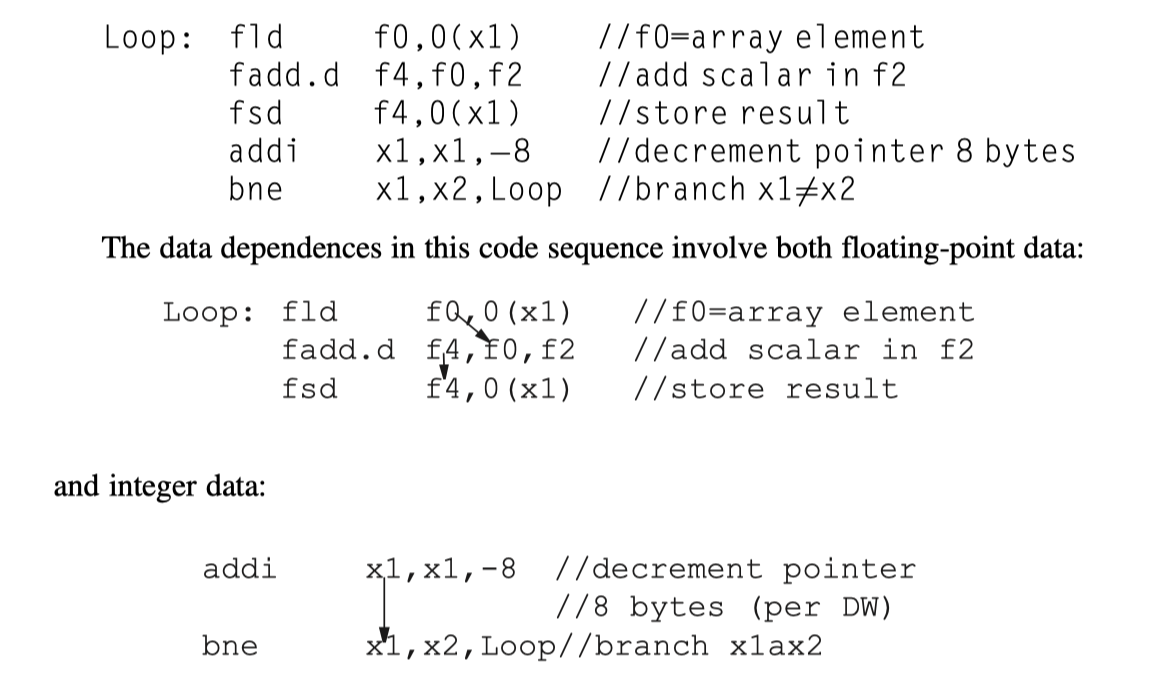 Loop: fld f0,0(x1) //f0=array element
fadd.d f4,f0,f2 //add scalar in f2
fsd f4,0(x1) //store result
addi x1,x1,−8 //decrement pointer 8 bytes
bne x1,x2,Loop //branch x1≠x2
The data dependences in this code sequence involve both floating-point data:
Loop: fld f0,0(x1) //f0=array element
fadd.d f4,f0,f2 //add scalar in f2
fsd f4,0(x1) //store result
and integer data:
addi x1,x1,-8 //decrement pointer
//8 bytes (per DW)
bne x1,x2,Loop//branch x1ax2